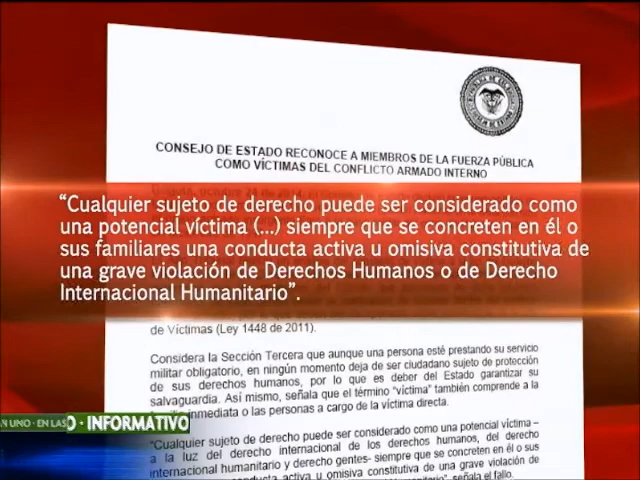 CONSEJO DE ESTADO RECONOCE A MIEMBROS DE LA FUERZA PÚBLICA
COMO VÍCTIMAS DEL CONFLICTO ARMADO INTERNO
“Cualquier sujeto de derecho puede ser considerado como
una potencial víctima (...) siempre que se concreten en él o
sus familiares una conducta activa u omisiva constitutiva de
una grave violación de Derechos Humanos o de Derecho
Internacional Humanitario”.
de Víctimas (Ley 1448 de 2011).
Considera la Sección Tercera que aunque una persona esté prestando su servicio
militar obligatorio, en ningún momento deja de ser ciudadano sujeto de protección
de sus derechos humanos, por lo que es deber del Estado garantizar su
salvaguardia. Así mismo, señala que el término “víctima” también comprende a la
inmediata o las personas a cargo de la víctima directa.
AN UNO - EN LAS
O - INFORMATIVO
“Cualquier sujeto de derecho puede ser considerado como una potencial víctima –
a la luz del derecho internacional de los derechos humanos, del derecho
internacional humanitario y derecho gentes- siempre que se concreten en él o sus
activa u omisiva constitutiva de una grave violación de
señala el fallo.